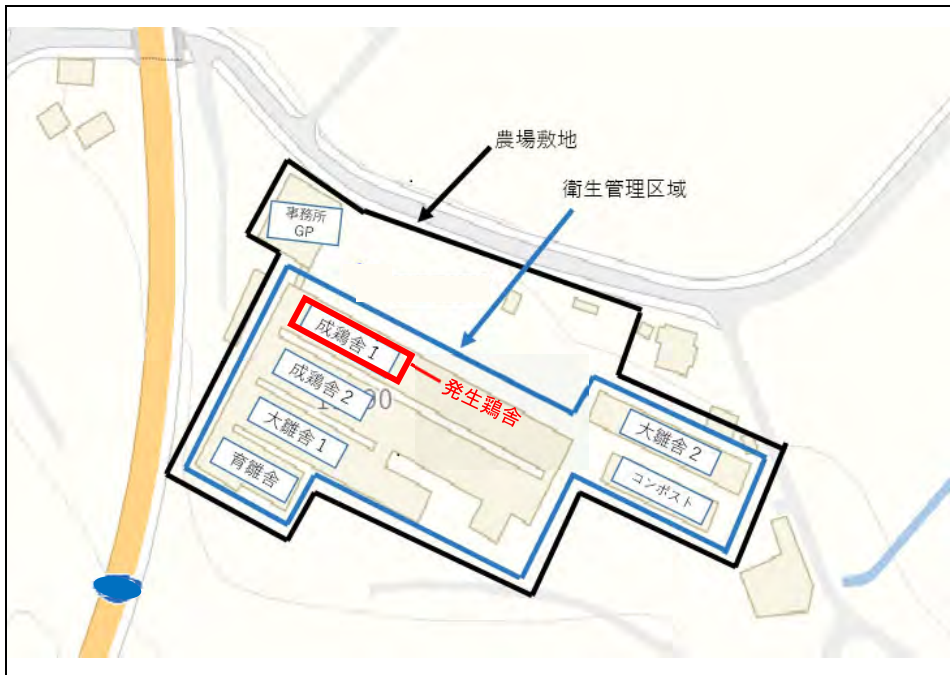 農場敷地
衛生管理区域
事務所
GP
成鶏舎1
発生鶏舎
成鶏舎2
大雛舎1
大雛舎2
育雛舎
コンポスト